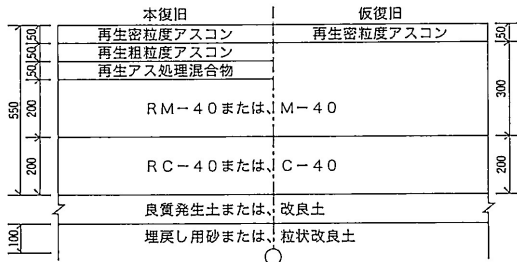 本復旧
仮復旧
再生密粒度アスコン
再生密粒度アスコン
再生粗粒度アスコン
再生アス処理混合物
RM-40または、M-40
RC-40または、C-40
良質発生土または、改良土
埋戻し用砂または、粒状改良土
550
50
50
50
200
200
100
50
300
200